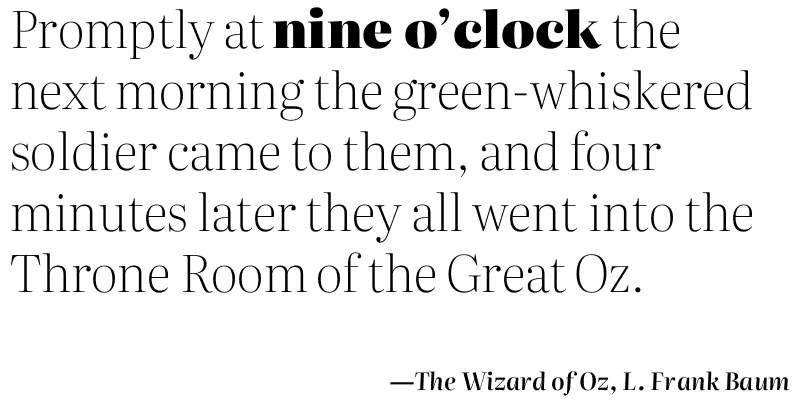 Promptly at nine o’clock the
next morning the green-whiskered
soldier came to them, and four
minutes later they all went into the
Throne Room of the Great Oz.
—The Wizard of Oz, L. Frank Baum